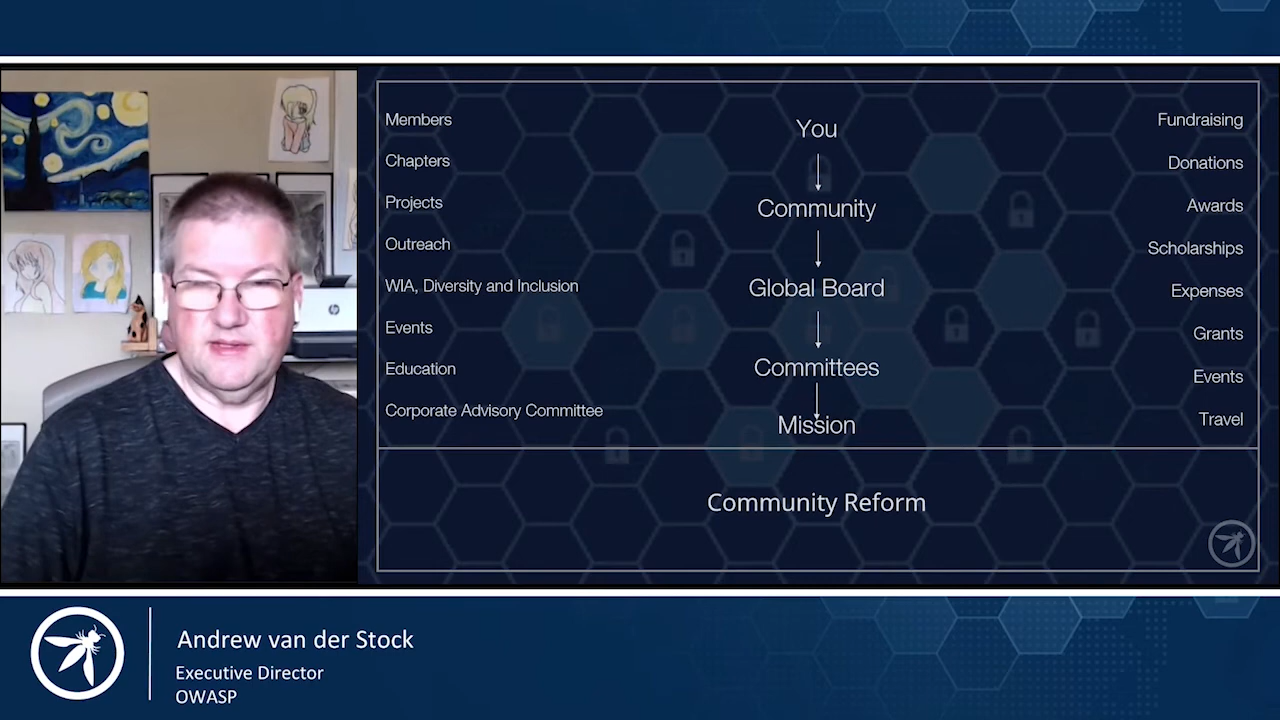 Members
Chapters
Projects
Outreach
WIA, Diversity and Inclusion
Events
Education
Corporate Advisory Committee
You
Community
Global Board
Committees
Mission
Fundraising
Donations
Awards
Scholarships
Expenses
Grants
Events
Travel
Community Reform
hp
Andrew van der Stock
Executive Director
OWASP